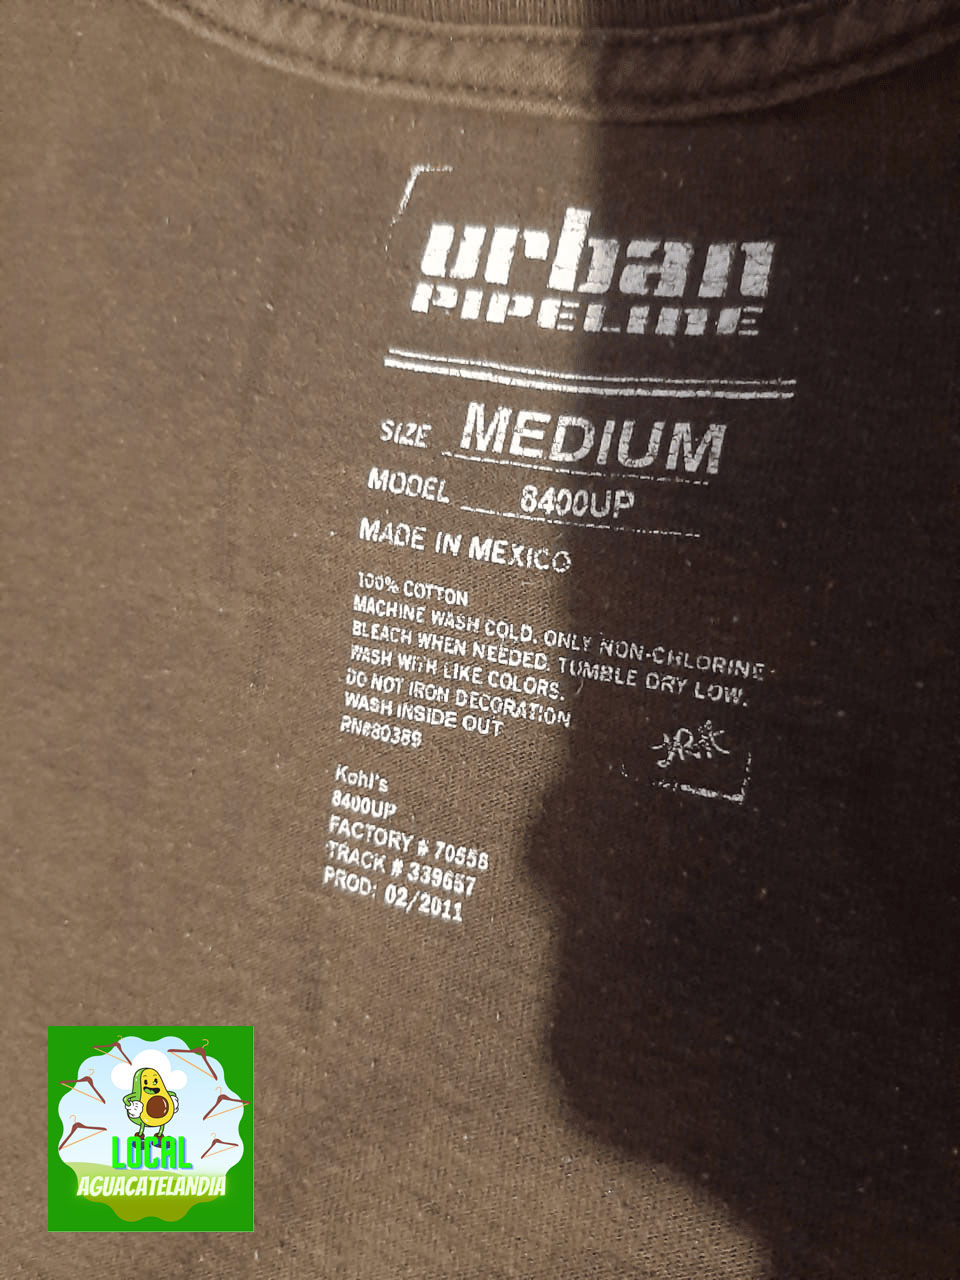 urban
PIPELINE
SIZE MEDIUM
MODEL 8400UP
MADE IN MEXICO
100% COTTON
MACHINE WASH COLD. ONLY NON-CHLORINE
BLEACH WHEN NEEDED. TUMBLE DRY LOW.
WASH WITH LIKE COLORS.
DO NOT IRON DECORATION
WASH INSIDE OUT
RN#80389
Kohl's
8400UP
FACTORY # 70558
TRACK # 339657
PROD: 02/2011
LOCAL
AGUACATELANDIA